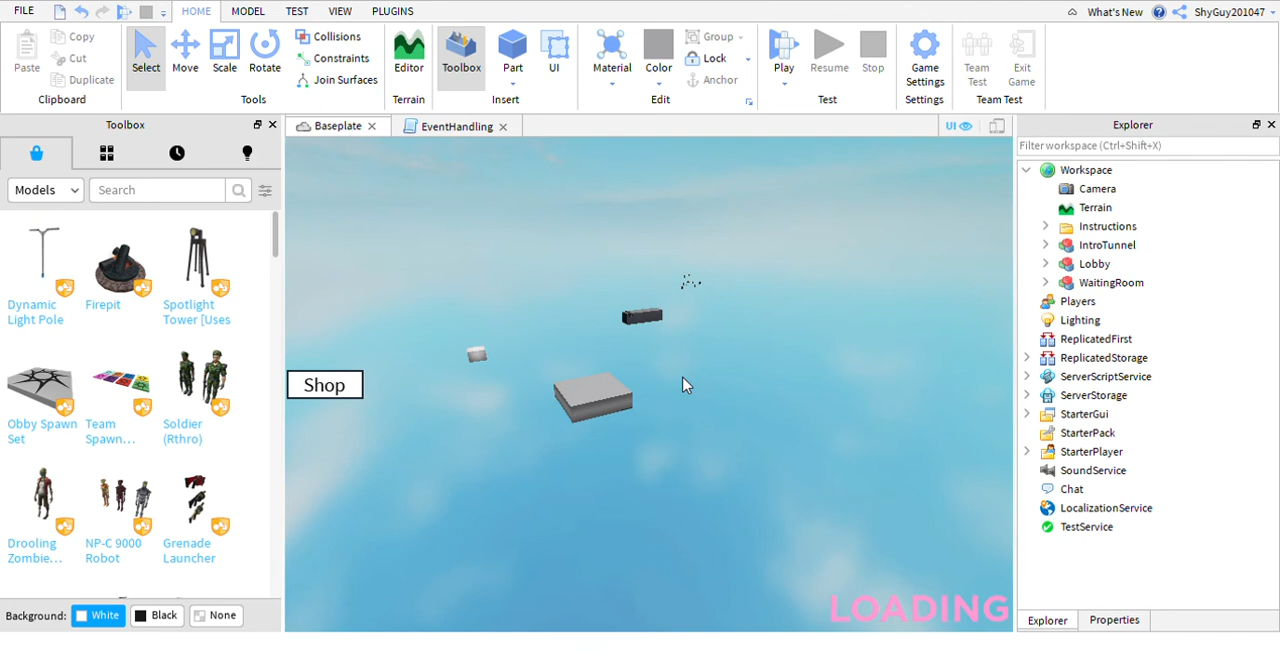 FILE HOME MODEL TEST VIEW PLUGINS What's New ShyGuy201047
Paste Copy Cut Duplicate Clipboard
Select Move Scale Rotate Collisions Constraints Join Surfaces Tools
Editor Terrain
Toolbox Part UI Insert
Material Color Group Lock Anchor Edit
Play Resume Stop Test
Game Settings Settings
Team Test Exit Game Team Test
Toolbox
Models Search
Dynamic Light Pole
Firepit
Spotlight Tower [Uses
Obby Spawn Set
Team Spawn...
Soldier (Rthro)
Drooling Zombie...
NP-C 9000 Robot
Grenade Launcher
Background: White Black None
Baseplate EventHandling UI
Shop
LOADING
Explorer
Filter workspace (Ctrl+Shift+X)
Workspace
Camera
Terrain
Instructions
IntroTunnel
Lobby
WaitingRoom
Players
Lighting
ReplicatedFirst
ReplicatedStorage
ServerScriptService
ServerStorage
StarterGui
StarterPack
StarterPlayer
SoundService
Chat
LocalizationService
TestService
Explorer Properties